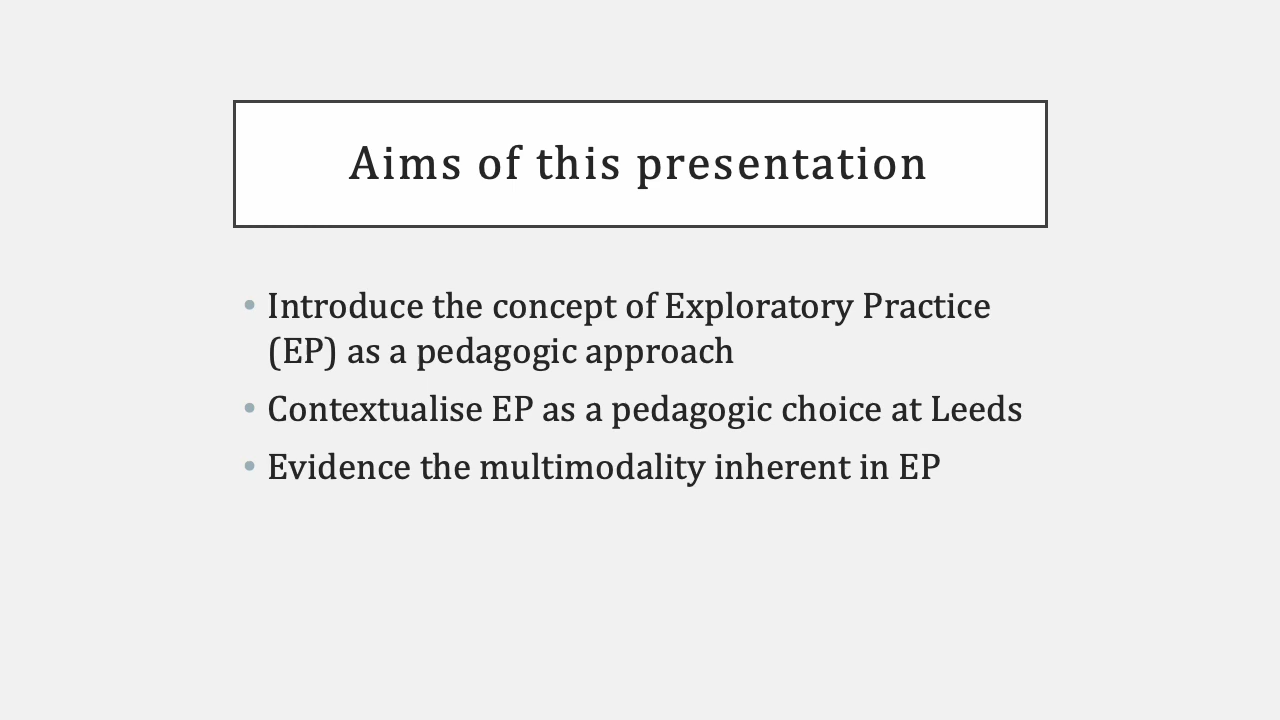 Aims of this presentation
• Introduce the concept of Exploratory Practice
(EP) as a pedagogic approach
• Contextualise EP as a pedagogic choice at Leeds
• Evidence the multimodality inherent in EP